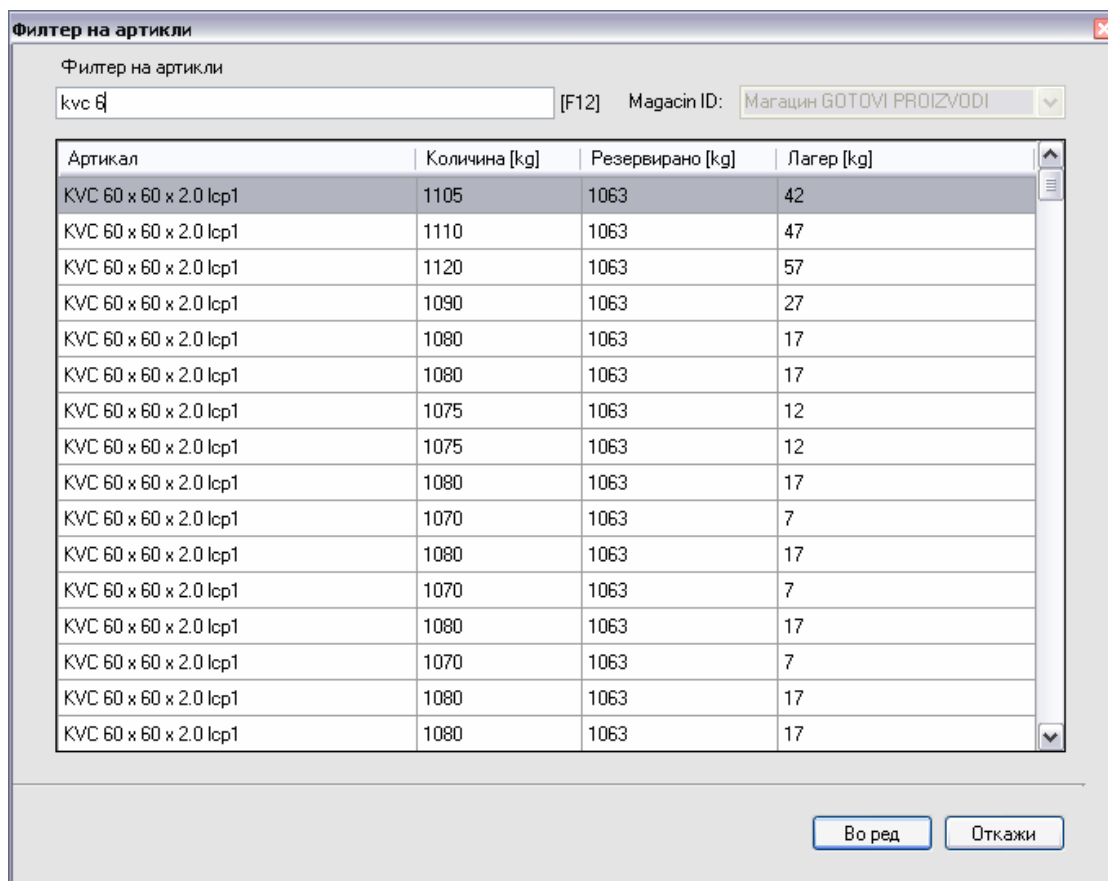 Филтер на артикли
Филтер на артикли
kvc 6 [F12] Magacin ID: Магацин GOTOVI PROIZVODI
Артикал Количина [kg] Резервирано [kg] Лагер [kg]
KVC 60 x 60 x 2.0 lcp1 1105 1063 42
KVC 60 x 60 x 2.0 lcp1 1110 1063 47
KVC 60 x 60 x 2.0 lcp1 1120 1063 57
KVC 60 x 60 x 2.0 lcp1 1090 1063 27
KVC 60 x 60 x 2.0 lcp1 1080 1063 17
KVC 60 x 60 x 2.0 lcp1 1080 1063 17
KVC 60 x 60 x 2.0 lcp1 1075 1063 12
KVC 60 x 60 x 2.0 lcp1 1075 1063 12
KVC 60 x 60 x 2.0 lcp1 1080 1063 17
KVC 60 x 60 x 2.0 lcp1 1070 1063 7
KVC 60 x 60 x 2.0 lcp1 1080 1063 17
KVC 60 x 60 x 2.0 lcp1 1070 1063 7
KVC 60 x 60 x 2.0 lcp1 1080 1063 17
KVC 60 x 60 x 2.0 lcp1 1070 1063 7
KVC 60 x 60 x 2.0 lcp1 1080 1063 17
KVC 60 x 60 x 2.0 lcp1 1080 1063 17
Во ред Откажи